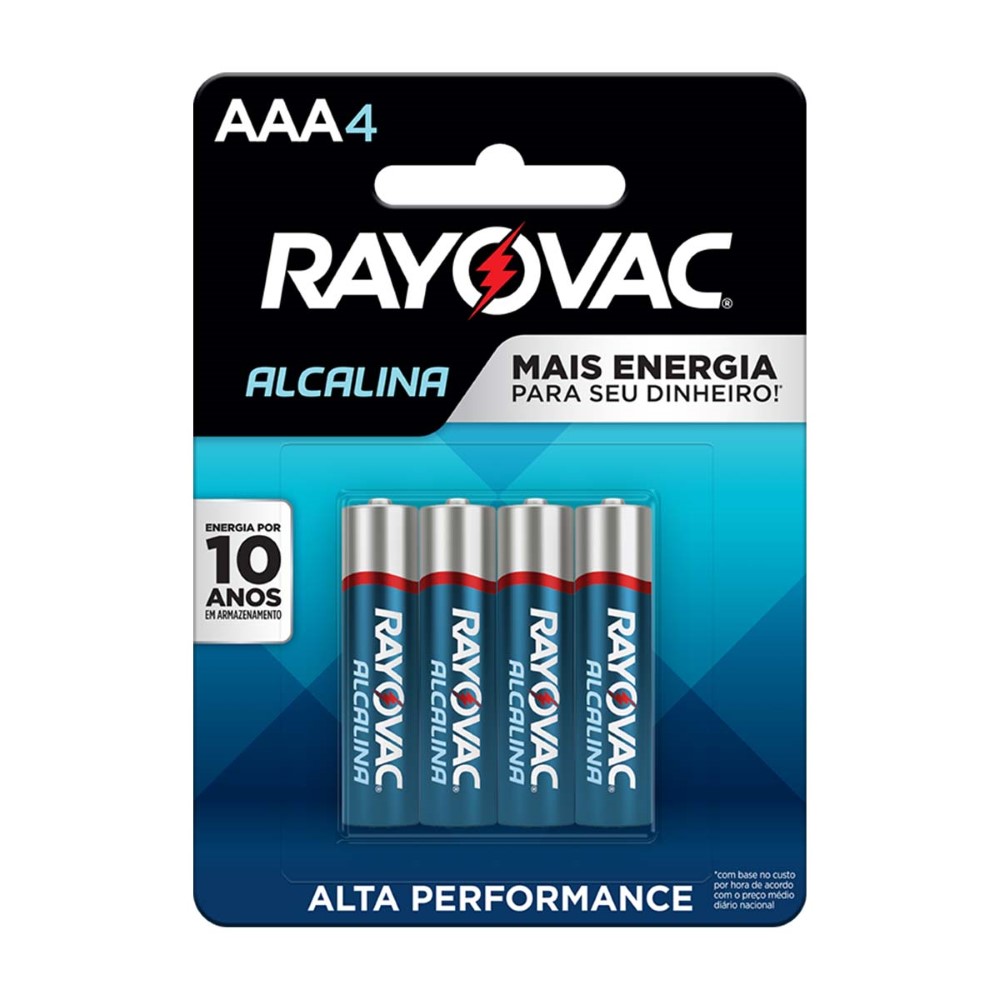 AAA4
RAYOVAC®
ALCALINA
MAIS ENERGIA
PARA SEU DINHEIRO!*
ENERGIA POR
10
ANOS
EM ARMAZENAMENTO
RAYOVAC®
ALCALINA
RAYOVAC®
ALCALINA
RAYOVAC®
ALCALINA
RAYOVAC®
ALCALINA
ALTA PERFORMANCE
*com base no custo
por hora de acordo
com o preço médio
diário nacional